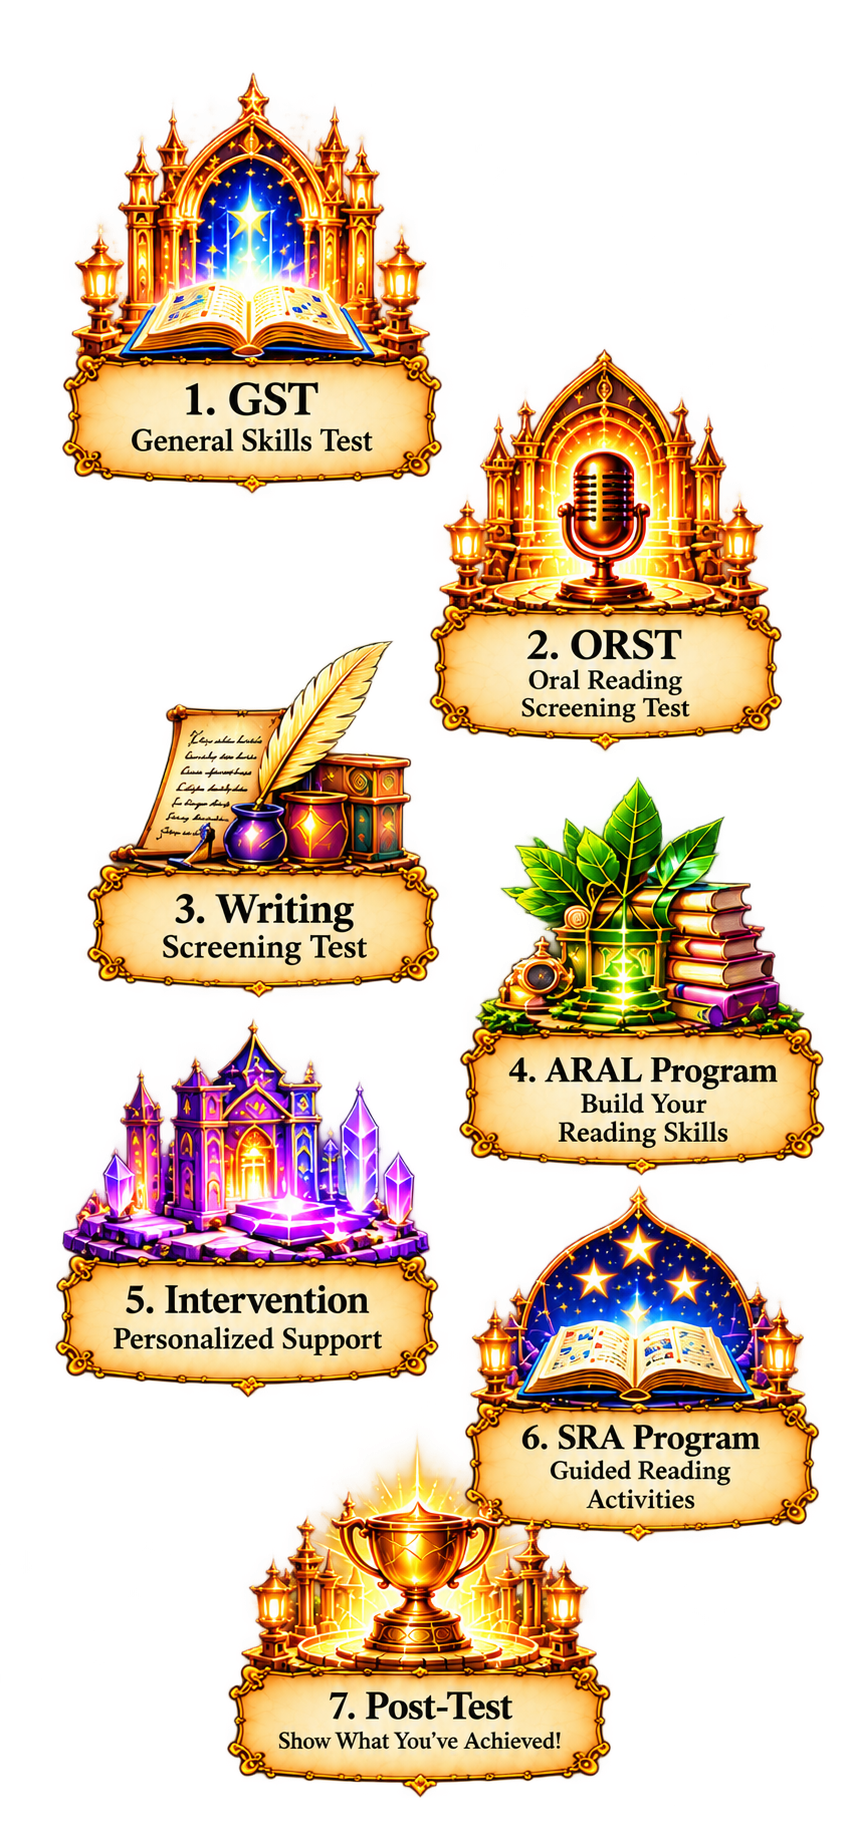 1. GST
General Skills Test
2. ORST
Oral Reading
Screening Test
3. Writing
Screening Test
4. ARAL Program
Build Your
Reading Skills
5. Intervention
Personalized Support
6. SRA Program
Guided Reading
Activities
7. Post-Test
Show What You've Achieved!